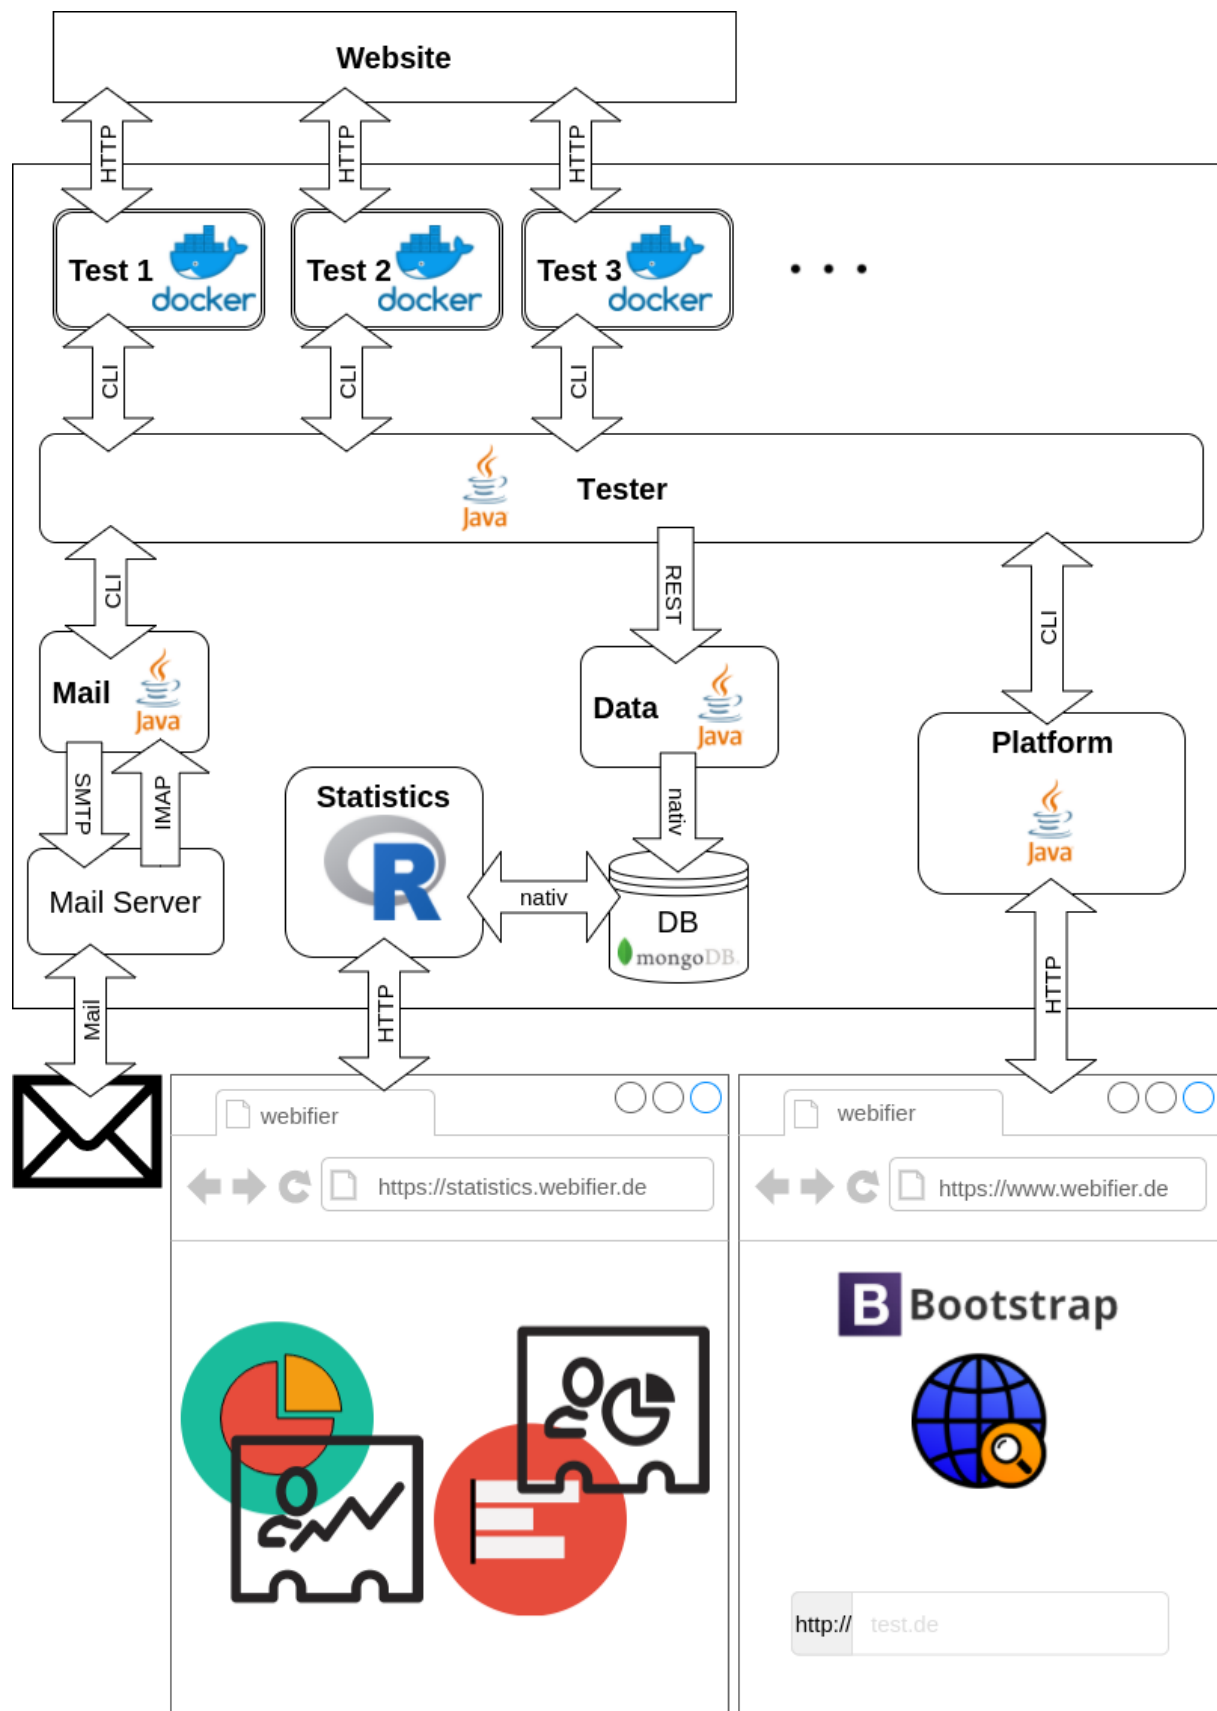 Website
HTTP
HTTP
HTTP
Test 1
docker
Test 2
docker
Test 3
docker
. . .
CLI
CLI
CLI
Java
Tester
CLI
REST
CLI
Mail
Java
Data
Java
Platform
Java
SMTP
IMAP
Statistics
R
nativ
nativ
Mail Server
DB
mongoDB.
Mail
HTTP
HTTP
webifier
https://statistics.webifier.de
webifier
https://www.webifier.de
B Bootstrap
http://
test.de